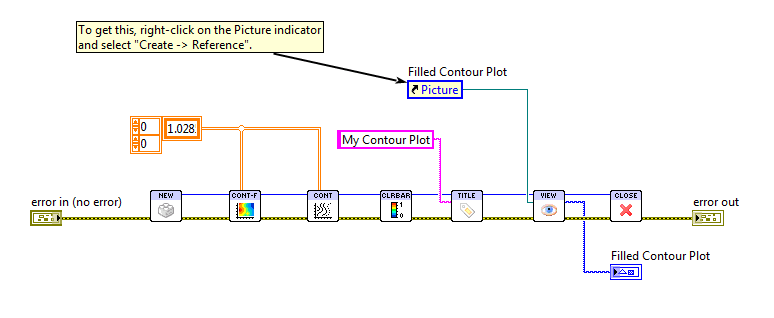 To get this, right-click on the Picture indicator
and select "Create -> Reference".
Filled Contour Plot
Picture
0
1.028
0
My Contour Plot
NEW
CONT-F
CONT
CLRBAR
1
0
TITLE
VIEW
CLOSE
error in (no error)
error out
Filled Contour Plot